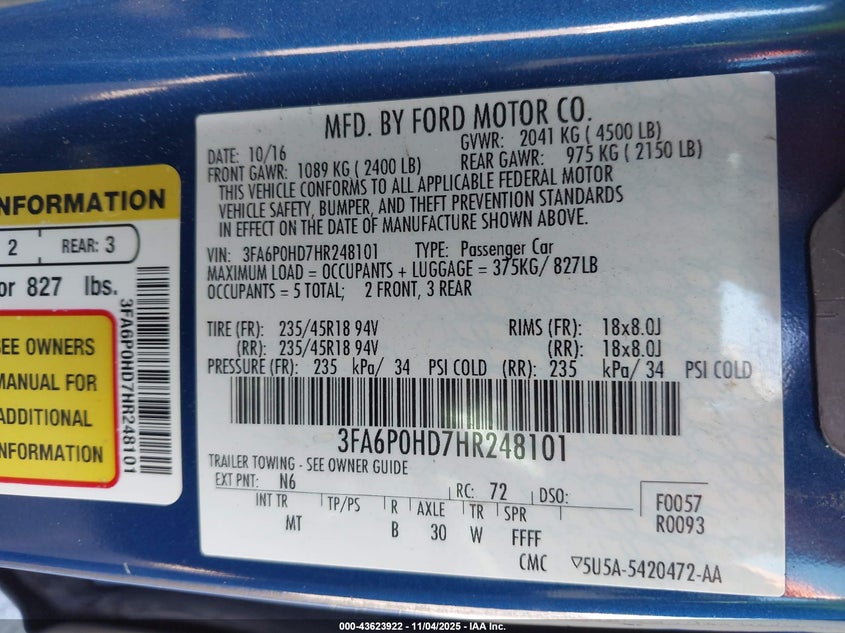 MFD. BY FORD MOTOR CO.
DATE: 10/16 GVWR: 2041 KG ( 4500 LB)
FRONT GAWR: 1089 KG ( 2400 LB) REAR GAWR: 975 KG ( 2150 LB)
THIS VEHICLE CONFORMS TO ALL APPLICABLE FEDERAL MOTOR
VEHICLE SAFETY, BUMPER, AND THEFT PREVENTION STANDARDS
IN EFFECT ON THE DATE OF MANUFACTURE SHOWN ABOVE.
VIN: 3FA6P0HD7HR248101 TYPE: Passenger Car
MAXIMUM LOAD = OCCUPANTS + LUGGAGE = 375KG/ 827LB
OCCUPANTS = 5 TOTAL; 2 FRONT, 3 REAR
TIRE (FR): 235/45R18 94V RIMS (FR): 18x8.0J
(RR): 235/45R18 94V (RR): 18x8.0J
PRESSURE (FR): 235 kPa/ 34 PSI COLD (RR): 235 kPa/ 34 PSI COLD
3FA6P0HD7HR248101
TRAILER TOWING - SEE OWNER GUIDE
EXT PNT: N6 RC: 72 DSO:
INT TR TP/PS R AXLE TR SPR
MT B 30 W FFFF
F0057
R0093
CMC ▽5U5A-5420472-AA
NFORMATION
2 REAR: 3
or 827 lbs.
SEE OWNERS
MANUAL FOR
ADDITIONAL
INFORMATION
3FA6P0HD7HR248101
000-43623922 - 11/04/2025 - IAA Inc.